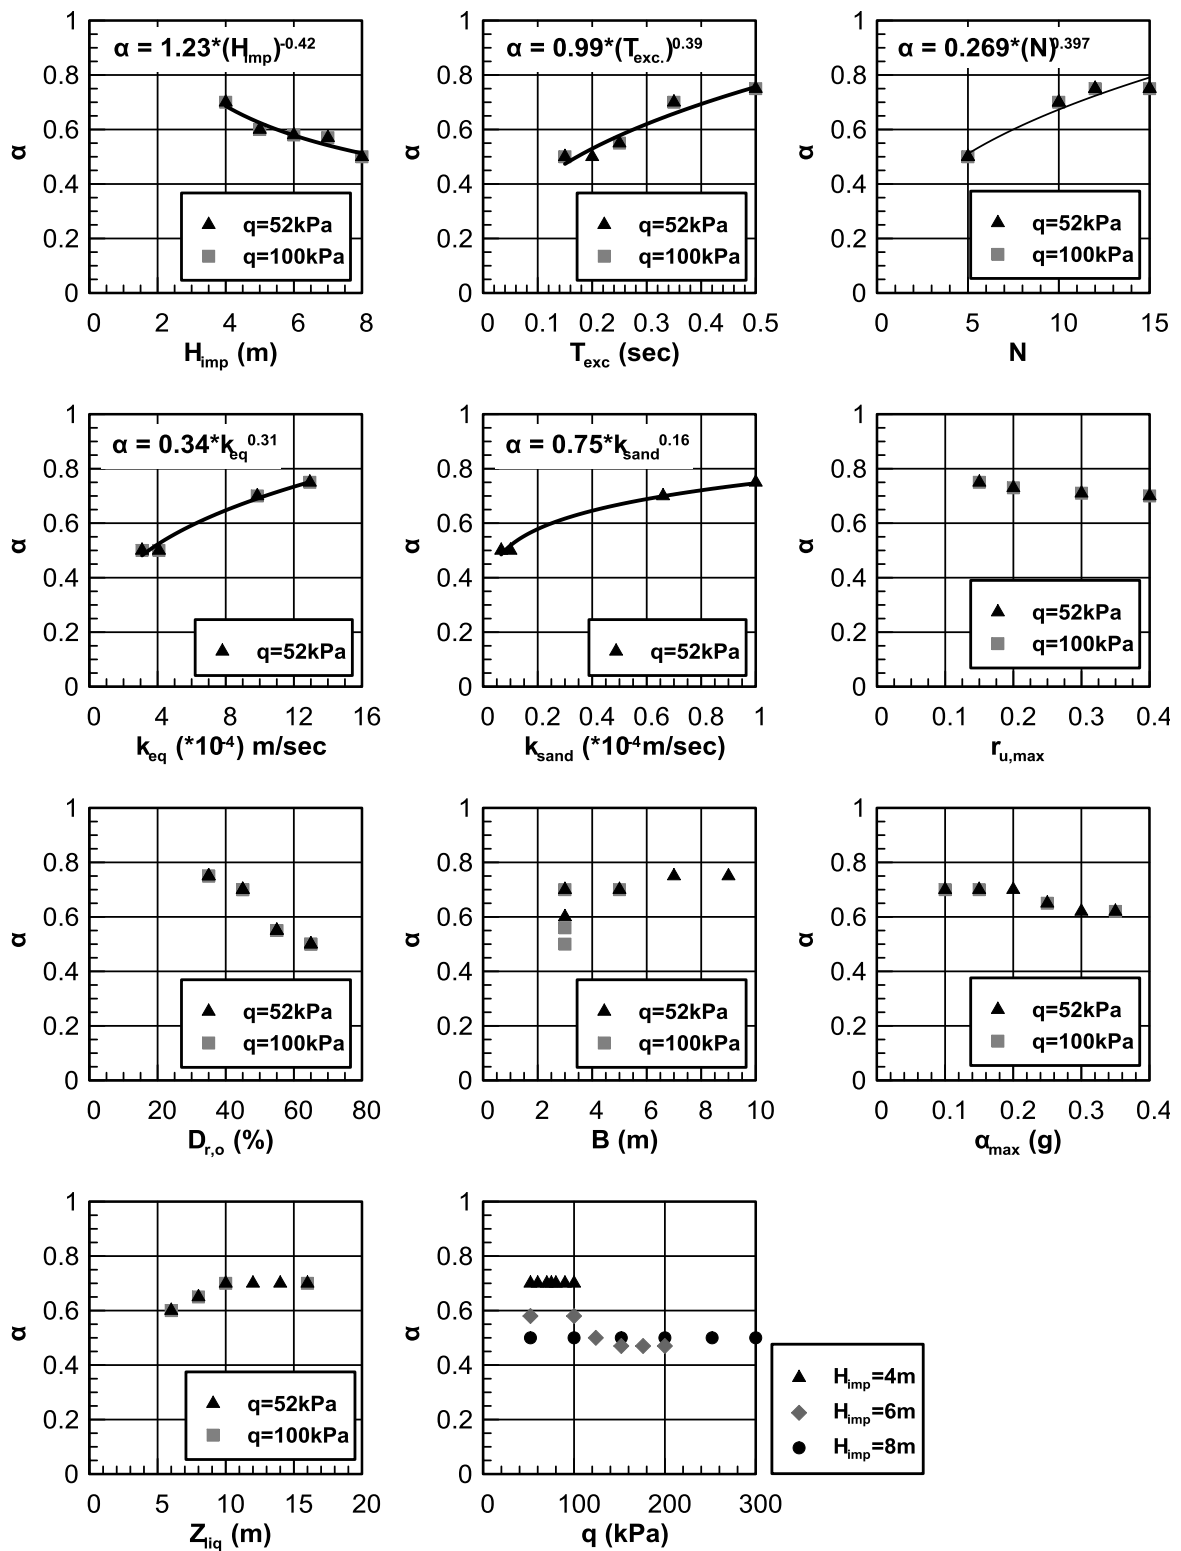 1
α = 1.23*(Himp)-0.42
0.8
0.6
α
0.4
q=52kPa
0.2
q=100kPa
0
0 4 6 8
Himp (m)
1
α = 0.99*(Texc.)0.39
0.8
0.6
α
0.4
q=52kPa
0.2
q=100kPa
0
0 0.1 0.2 0.3 0.4 0.5
Texc (sec)
1
α = 0.269*(N)0.397
0.8
0.6
α
0.4
q=52kPa
0.2
q=100kPa
0
0 5 10 15
N
1
α = 0.34*keq0.31
0.8
0.6
α
0.4
0.2
q=52kPa
0
0 4 8 13 16
keq (*10-4) m/sec
1
α = 0.75*ksand0.16
0.8
0.6
α
0.4
0.2
q=52kPa
0
0 0.2 0.4 0.6 0.8 1
ksand (*10-4m/sec)
1
0.8
0.6
α
0.4
q=52kPa
0.2
q=100kPa
0
0 0.1 0.2 0.3 0.4
ru,max
1
0.8
0.6
α
0.4
q=52kPa
0.2
q=100kPa
0
0 20 40 60 80
Dr,o (%)
1
0.8
0.6
α
0.4
q=52kPa
0.2
q=100kPa
0
0 2 4 6 8 10
B (m)
1
0.8
0.6
α
0.4
q=52kPa
0.2
q=100kPa
0
0 0.1 0.2 0.3 0.4
αmax (g)
1
0.8
0.6
α
0.4
q=52kPa
0.2
q=100kPa
0
0 5 10 15 20
Zliq (m)
1
0.8
0.6
α
0.4
0.2
0
0 100 200 300
q (kPa)
Himp=4m
Himp=6m
Himp=8m